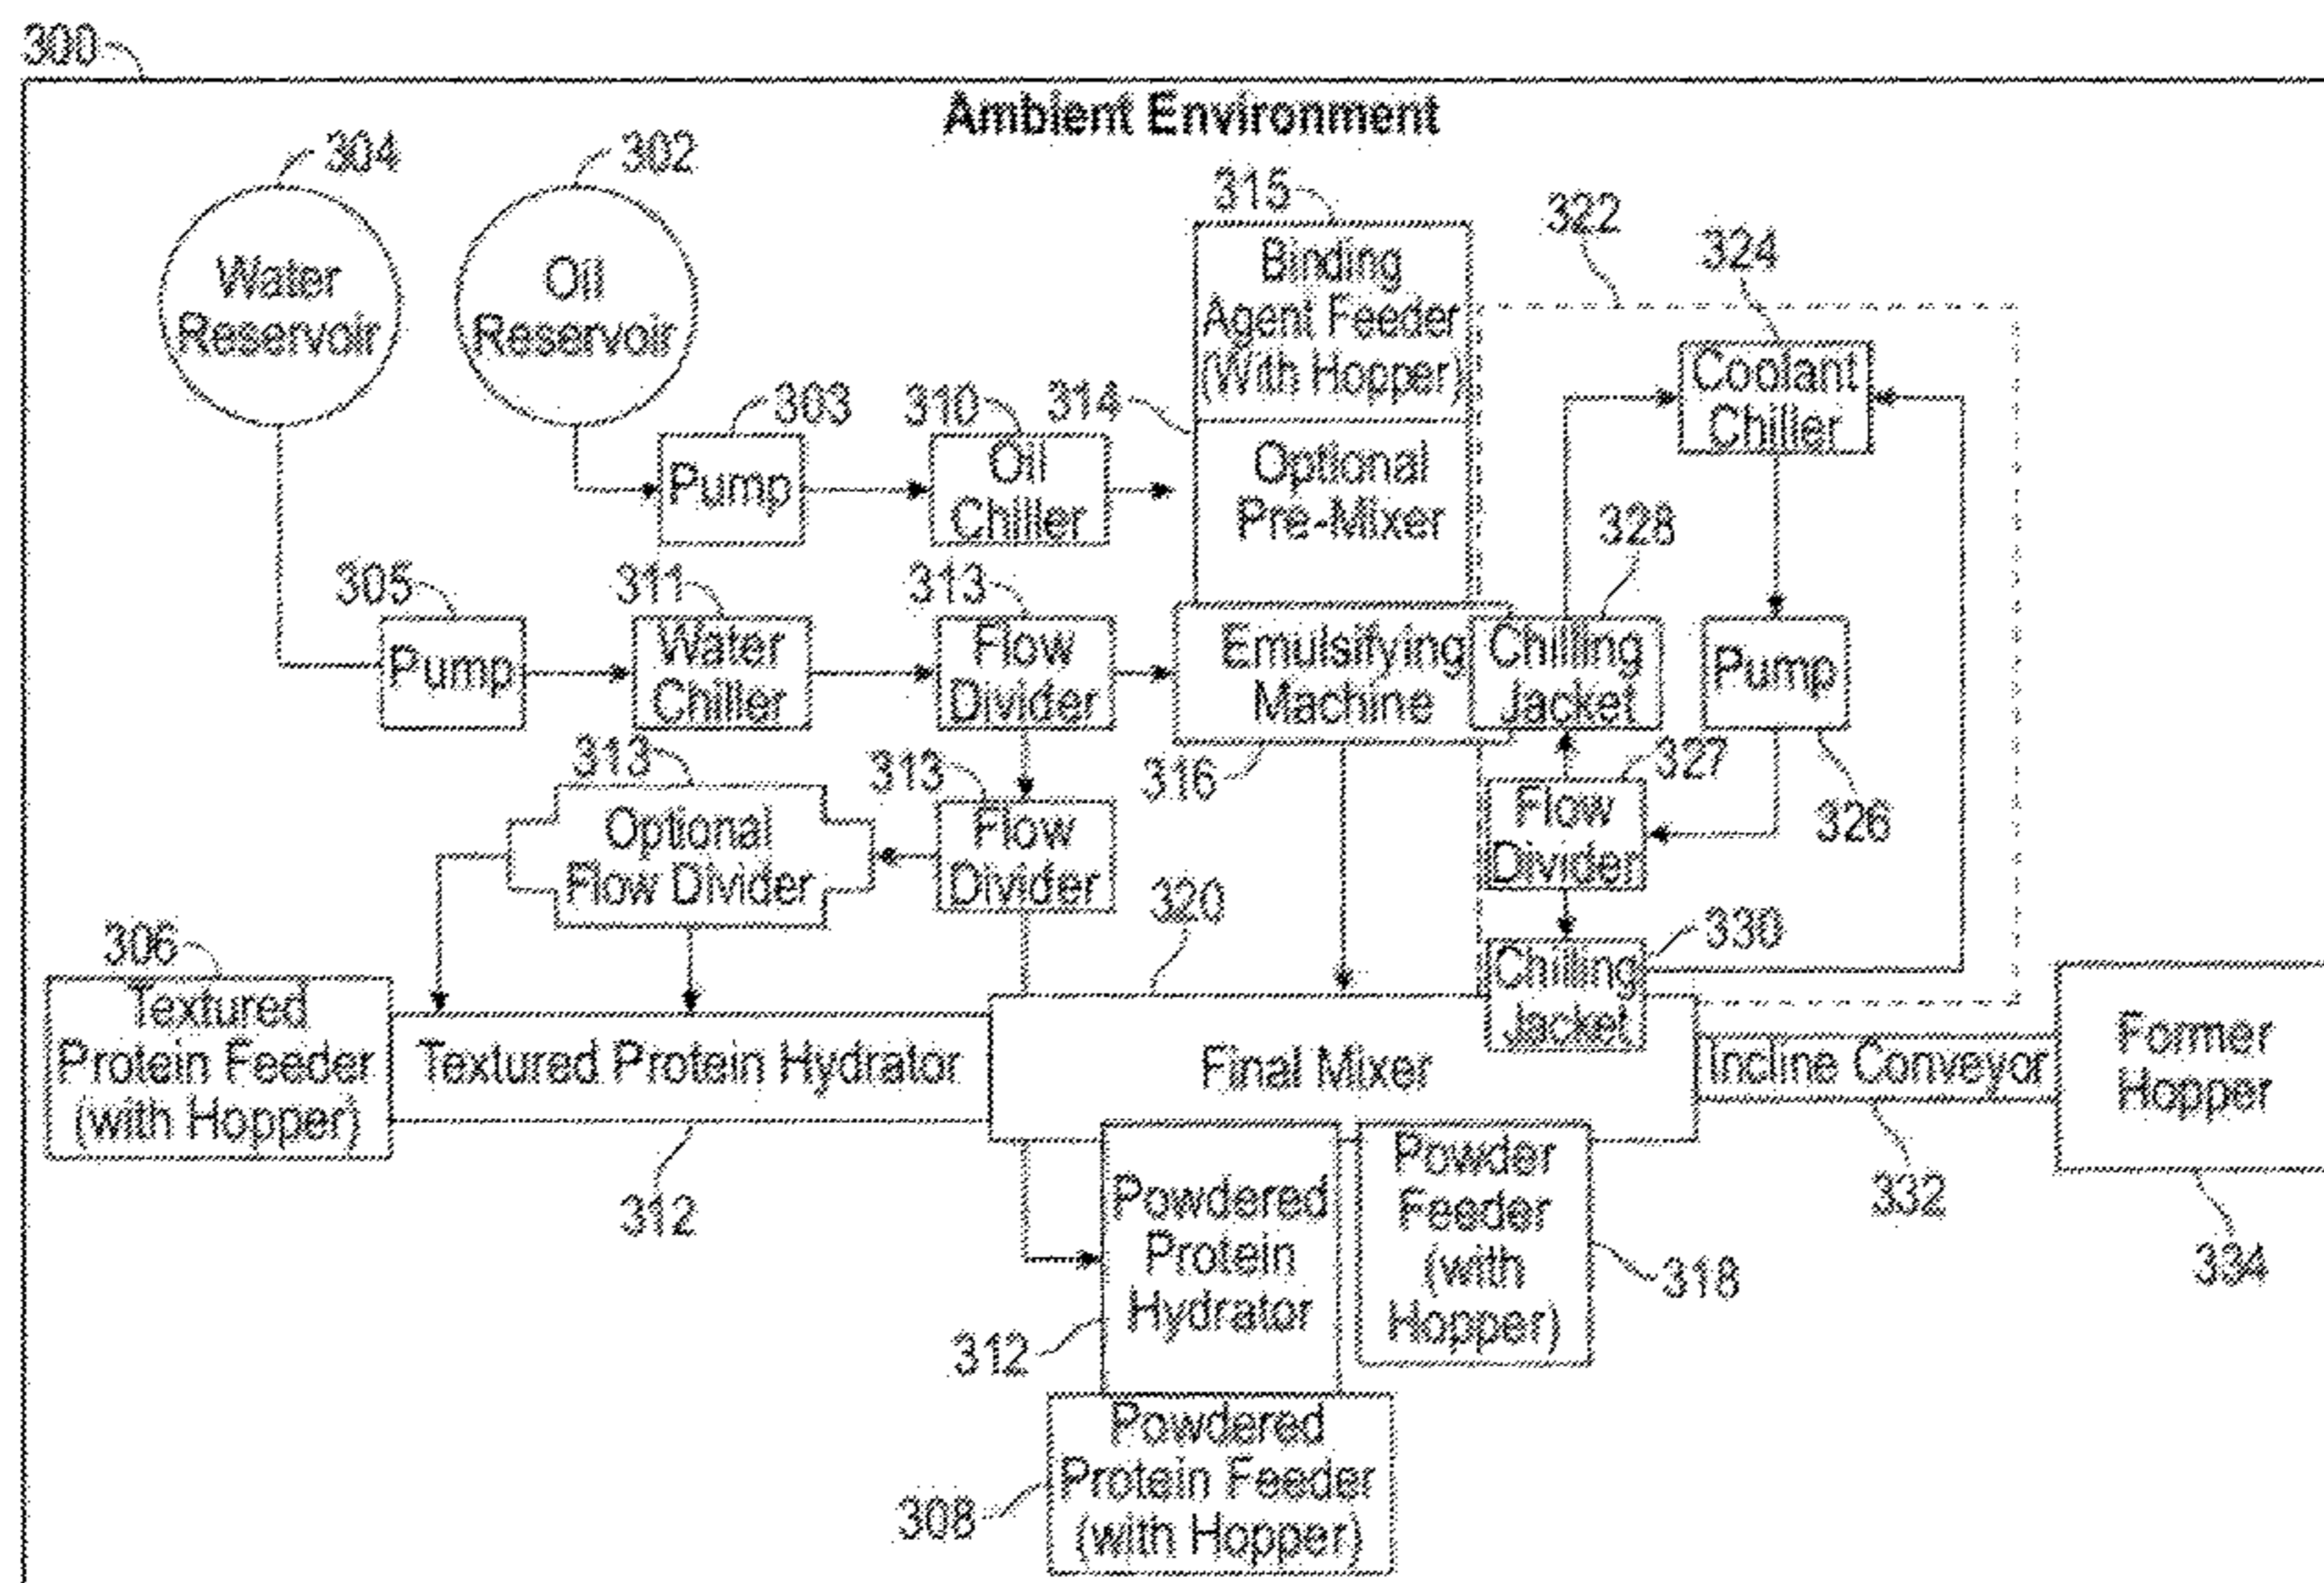 300
Ambient Environment
304
302
315
322
324
Water
Reservoir
Oil
Reservoir
Binding
Agent Feeder
(With Hopper)
Coolant
Chiller
303
310
314
Pump
Oil
Chiller
Optional
Pre-Mixer
328
305
311
313
Pump
Water
Chiller
Flow
Divider
Emulsifying
Machine
Chilling
Jacket
Pump
313
313
316
327
326
Optional
Flow Divider
Flow
Divider
Flow
Divider
320
306
330
Textured
Protein Feeder
(with Hopper)
Textured Protein Hydrator
Final Mixer
Chilling
Jacket
Incline Conveyor
Former
Hopper
312
332
334
Powdered
Protein
Hydrator
Powder
Feeder
(with
Hopper)
318
312
Powdered
Protein Feeder
(with Hopper)
308